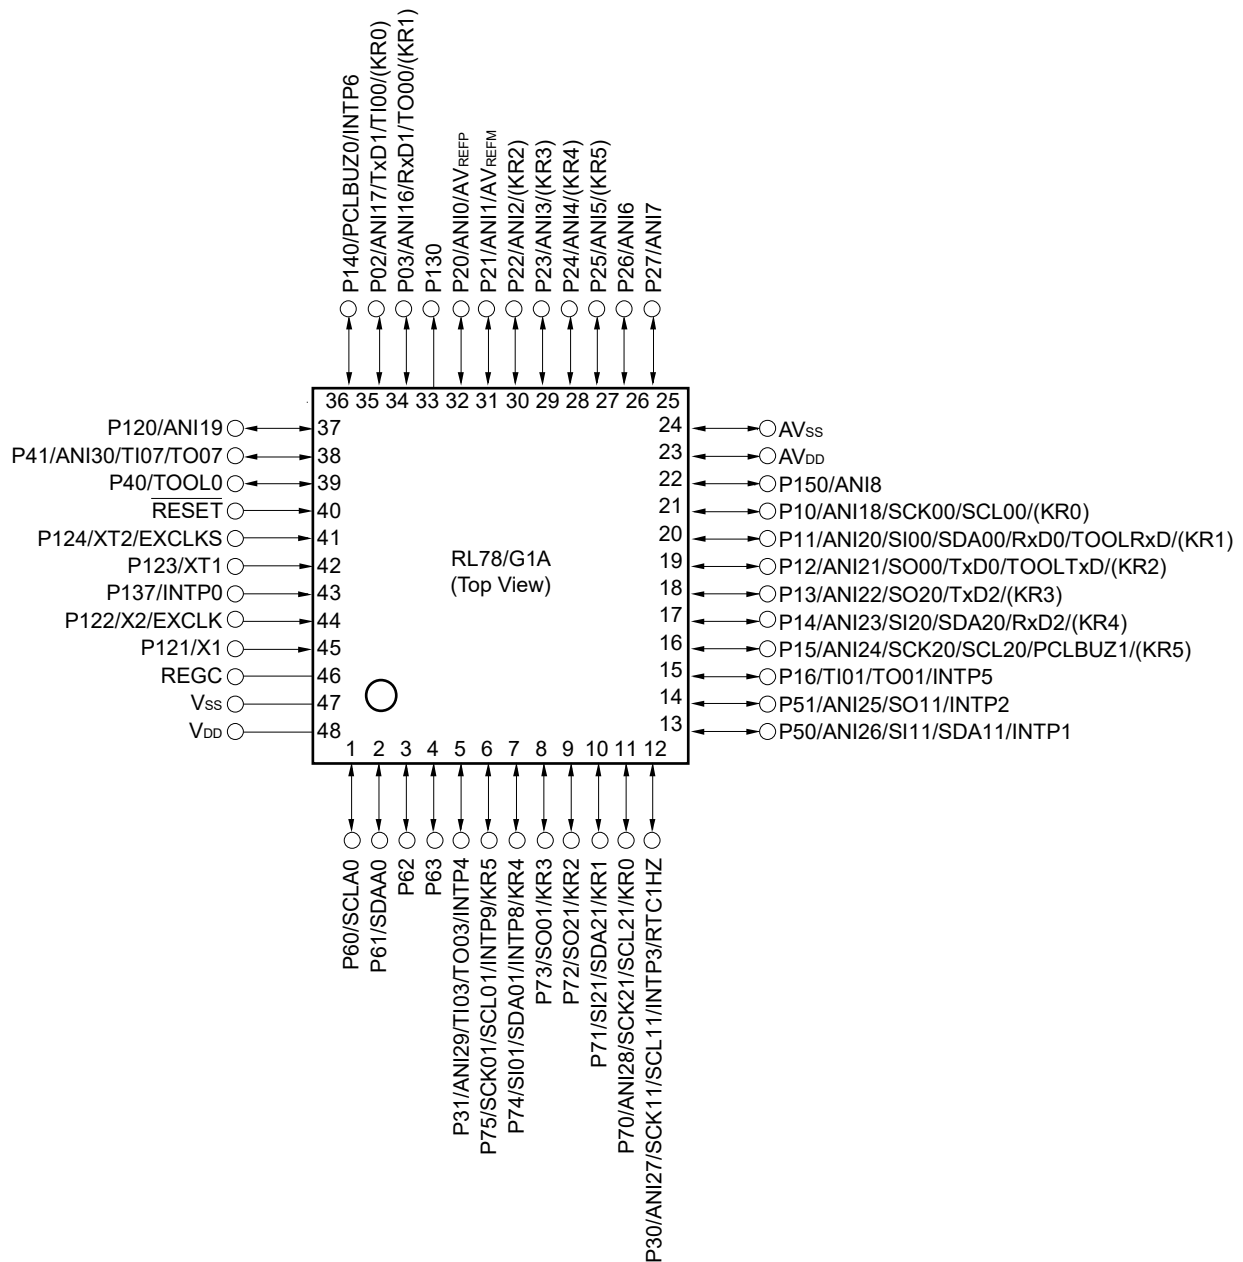 P140/PCLBUZ0/INTP6
P02/ANI17/TxD1/TI00/(KR0)
P03/ANI16/RxD1/TO00/(KR1)
P130
P20/ANI0/AVREFP
P21/ANI1/AVREFM
P22/ANI2/(KR2)
P23/ANI3/(KR3)
P24/ANI4/(KR4)
P25/ANI5/(KR5)
P26/ANI6
P27/ANI7
36 35 34 33 32 31 30 29 28 27 26 25
P120/ANI19 37
P41/ANI30/TI07/TO07 38
P40/TOOL0 39
RESET 40
P124/XT2/EXCLKS 41
P123/XT1 42
P137/INTP0 43
P122/X2/EXCLK 44
P121/X1 45
REGC 46
VSS 47
VDD 48
RL78/G1A
(Top View)
24 AVSS
23 AVDD
22 P150/ANI8
21 P10/ANI18/SCK00/SCL00/(KR0)
20 P11/ANI20/SI00/SDA00/RxD0/TOOLRxD/(KR1)
19 P12/ANI21/SO00/TxD0/TOOLTxD/(KR2)
18 P13/ANI22/SO20/TxD2/(KR3)
17 P14/ANI23/SI20/SDA20/RxD2/(KR4)
16 P15/ANI24/SCK20/SCL20/PCLBUZ1/(KR5)
15 P16/TI01/TO01/INTP5
14 P51/ANI25/SO11/INTP2
13 P50/ANI26/SI11/SDA11/INTP1
1 2 3 4 5 6 7 8 9 10 11 12
P60/SCLA0
P61/SDAA0
P62
P63
P31/ANI29/TI03/TO03/INTP4
P75/SCK01/SCL01/INTP9/KR5
P74/SI01/SDA01/INTP8/KR4
P73/SO01/KR3
P72/SO21/KR2
P71/SI21/SDA21/KR1
P70/ANI28/SCK21/SCL21/KR0
P30/ANI27/SCK11/SCL11/INTP3/RTC1HZ